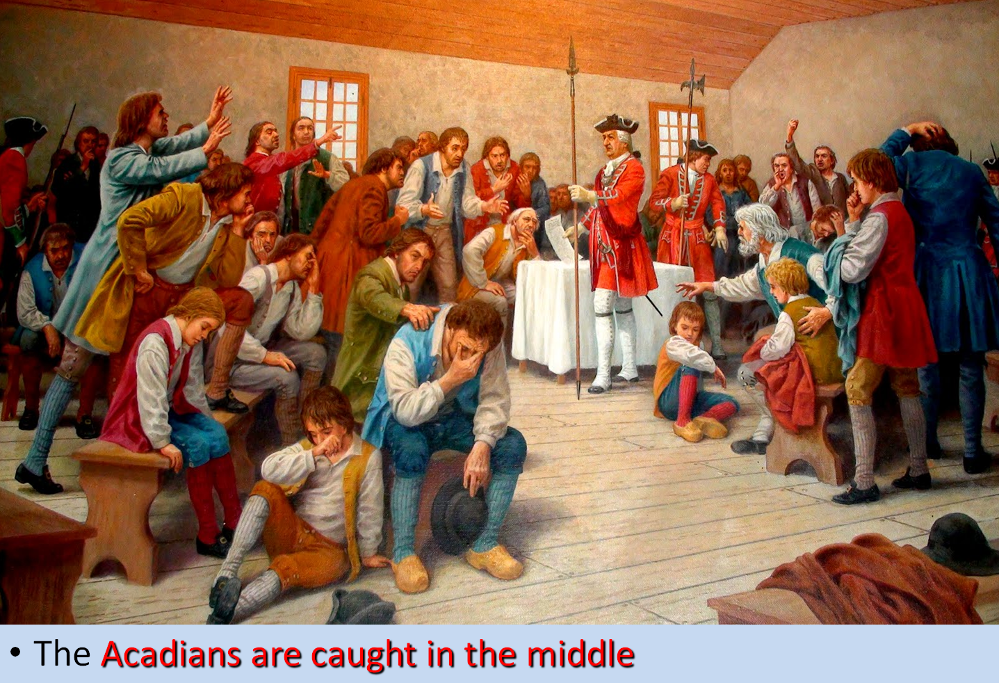 • The Acadians are caught in the middle